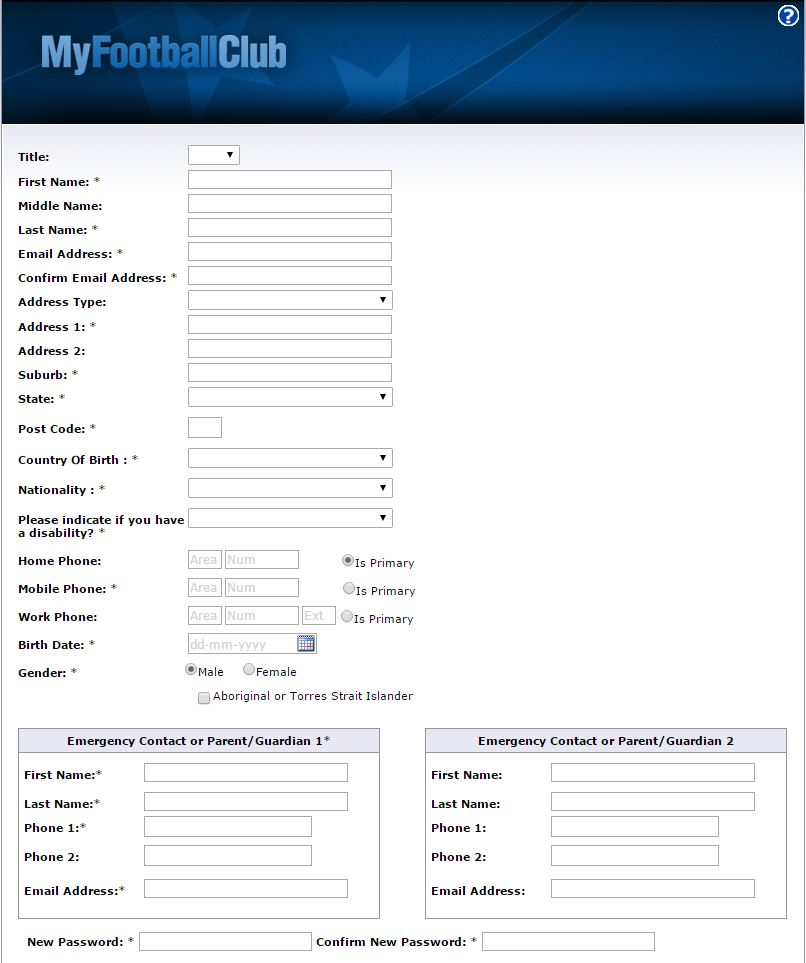 ?
MyFootballClub
Title:
First Name: *
Middle Name:
Last Name: *
Email Address: *
Confirm Email Address: *
Address Type:
Address 1: *
Address 2:
Suburb: *
State: *
Post Code: *
Country Of Birth : *
Nationality : *
Please indicate if you have
a disability? *
Home Phone: Area Num Is Primary
Mobile Phone: * Area Num Is Primary
Work Phone: Area Num Ext Is Primary
Birth Date: * dd-mm-yyyy
Gender: * Male Female
Aboriginal or Torres Strait Islander
Emergency Contact or Parent/Guardian 1*
First Name:*
Last Name:*
Phone 1:*
Phone 2:
Email Address:*
Emergency Contact or Parent/Guardian 2
First Name:
Last Name:
Phone 1:
Phone 2:
Email Address:
New Password: * Confirm New Password: *